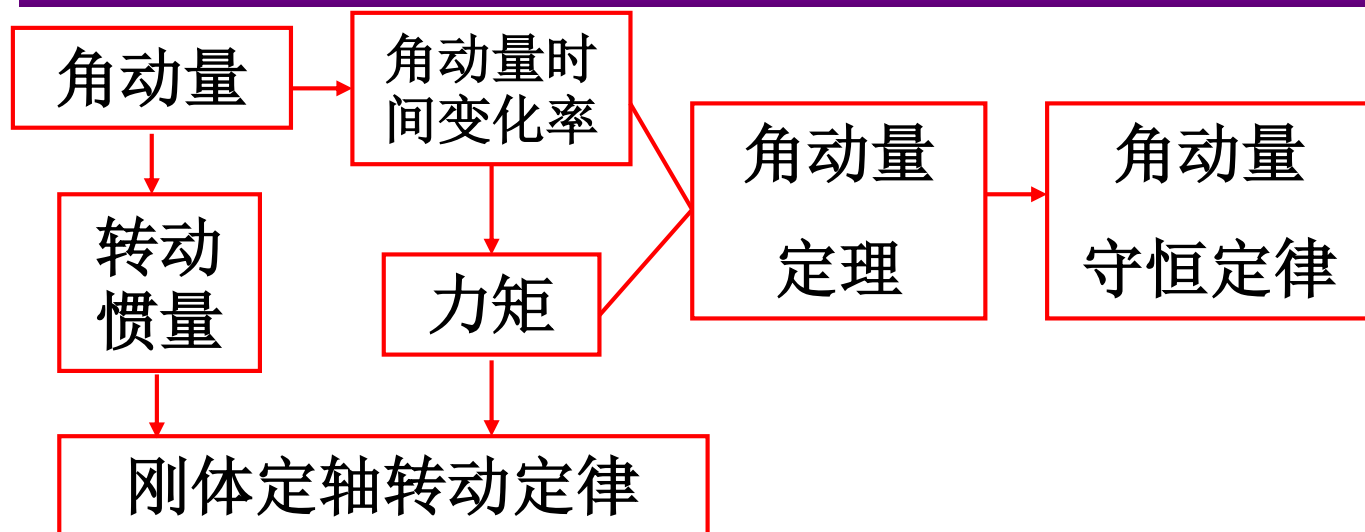 角动量
角动量时
间变化率
角动量
定理
角动量
守恒定律
转动
惯量
力矩
刚体定轴转动定律